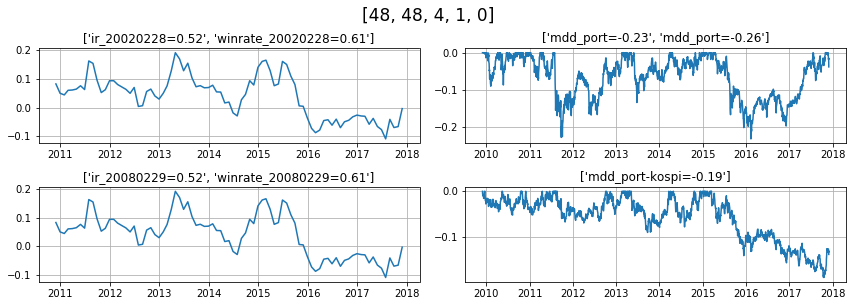 [48, 48, 4, 1, 0]
['ir_20020228=0.52', 'winrate_20020228=0.61']
0.2
0.1
0.0
−0.1
2011 2012 2013 2014 2015 2016 2017 2018
['mdd_port=-0.23', 'mdd_port=-0.26']
0.0
−0.1
−0.2
2010 2011 2012 2013 2014 2015 2016 2017 2018
['ir_20080229=0.52', 'winrate_20080229=0.61']
0.2
0.1
0.0
−0.1
2011 2012 2013 2014 2015 2016 2017 2018
['mdd_port-kospi=-0.19']
0.0
−0.1
2010 2011 2012 2013 2014 2015 2016 2017 2018